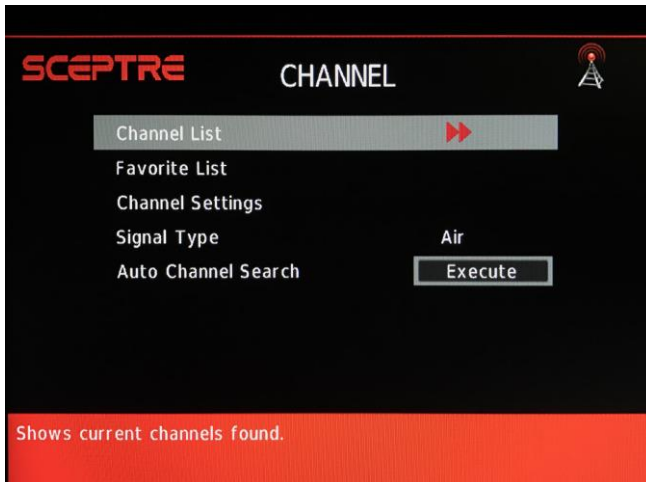 SCEPTRE
CHANNEL
Channel List
Favorite List
Channel Settings
Signal Type Air
Auto Channel Search Execute
Shows current channels found.